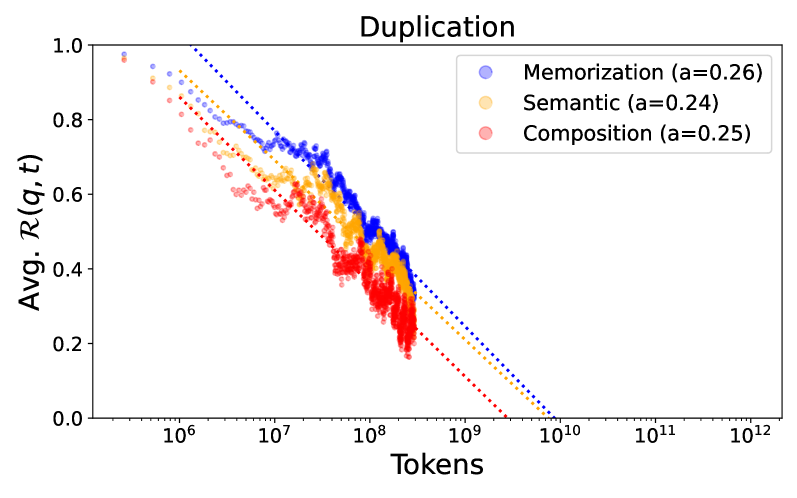 Duplication
Avg. R(q, t)
1.0
0.8
0.6
0.4
0.2
0.0
Memorization (a=0.26)
Semantic (a=0.24)
Composition (a=0.25)
10⁶ 10⁷ 10⁸ 10⁹ 10¹⁰ 10¹¹ 10¹²
Tokens